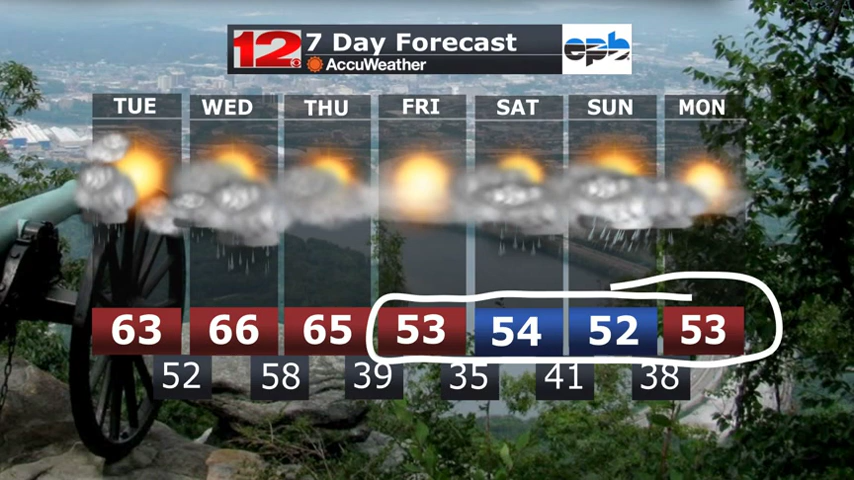 12 7 Day Forecast epb
AccuWeather
TUE WED THU FRI SAT SUN MON
63 66 65 53 54 52 53
52 58 39 35 41 38